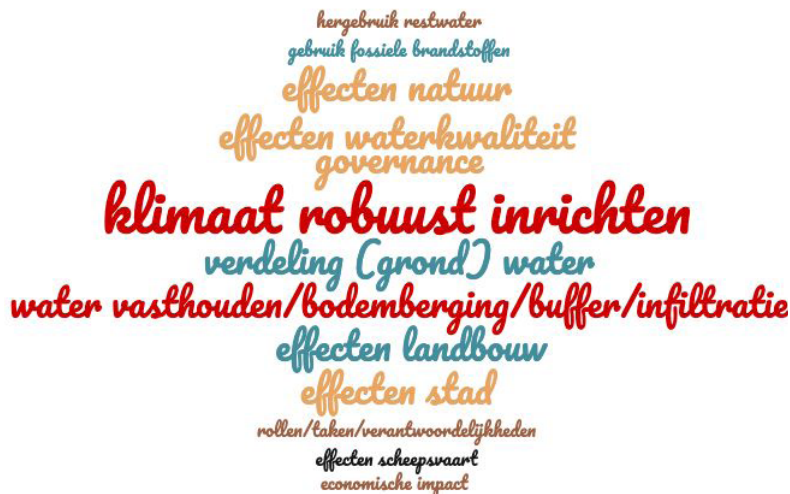 hergebruik restwater
gebruik fossiele brandstoffen
effecten natuur
effecten waterkwaliteit
governance
klimaat robuust inrichten
verdeling (grond) water
water vasthouden/bodemberging/buffer/infiltratie
effecten landbouw
effecten stad
rollen/taken/verantwoordelijkheden
effecten scheepsvaart
economische impact